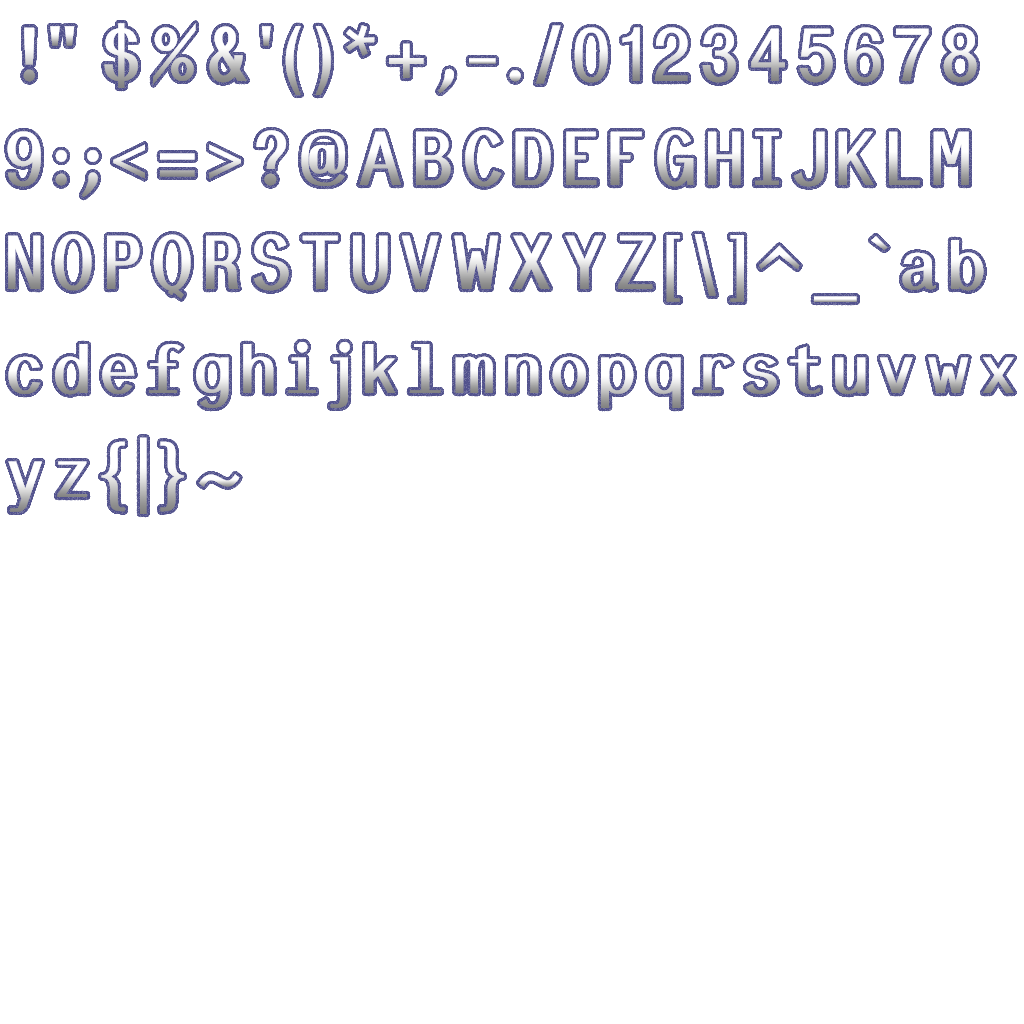 !" $%&'()*+,-./012345678
9:;<=>?@ABCDEFGHIJKLM
NOPQRSTUVWXYZ[\]^_`ab
cdefghijklmnopqrstuvwx
yz{|}~